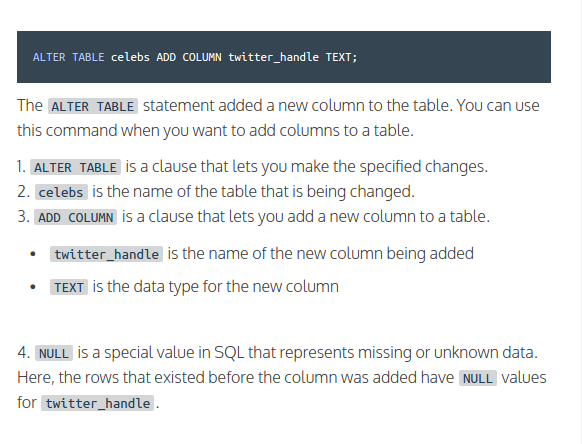 ALTER TABLE celebs ADD COLUMN twitter_handle TEXT;
The ALTER TABLE statement added a new column to the table. You can use
this command when you want to add columns to a table.
1. ALTER TABLE is a clause that lets you make the specified changes.
2. celebs is the name of the table that is being changed.
3. ADD COLUMN is a clause that lets you add a new column to a table.
• twitter_handle is the name of the new column being added
• TEXT is the data type for the new column
4. NULL is a special value in SQL that represents missing or unknown data.
Here, the rows that existed before the column was added have NULL values
for twitter_handle.